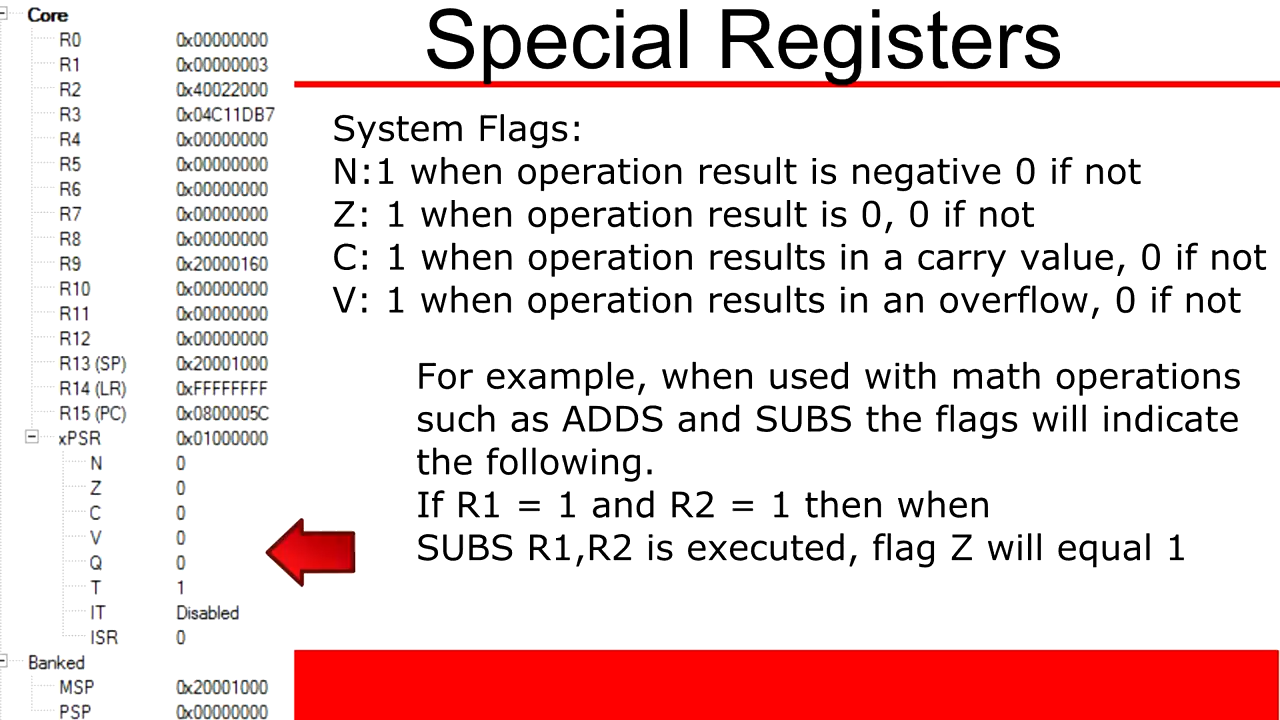 Core
R0 0x00000000
R1 0x00000003
R2 0x40022000
R3 0x04C11DB7
R4 0x00000000
R5 0x00000000
R6 0x00000000
R7 0x00000000
R8 0x00000000
R9 0x20000160
R10 0x00000000
R11 0x00000000
R12 0x00000000
R13 (SP) 0x20001000
R14 (LR) 0xFFFFFFFF
R15 (PC) 0x0800005C
xPSR 0x01000000
N 0
Z 0
C 0
V 0
Q 0
T 1
IT Disabled
ISR 0
Banked
MSP 0x20001000
PSP 0x00000000
Special Registers
System Flags:
N:1 when operation result is negative 0 if not
Z: 1 when operation result is 0, 0 if not
C: 1 when operation results in a carry value, 0 if not
V: 1 when operation results in an overflow, 0 if not
For example, when used with math operations
such as ADDS and SUBS the flags will indicate
the following.
If R1 = 1 and R2 = 1 then when
SUBS R1,R2 is executed, flag Z will equal 1